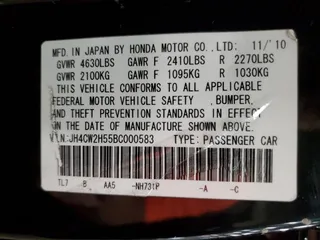 MFD. IN JAPAN BY HONDA MOTOR CO.,LTD: 11/'10
GVWR 4630LBS GAWR F 2410LBS R 2270LBS
GVWR 2100KG GAWR F 1095KG R 1030KG
THIS VEHICLE CONFORMS TO ALL APPLICABLE
FEDERAL MOTOR VEHICLE SAFETY ,BUMPER,
AND THEFT PREVENTION STANDARDS IN EFFECT
ON THE DATE OF MANUFACTURE SHOWN ABOVE.
V.I.N:JH4CW2H55BC000583 TYPE: PASSENGER CAR
TL7 -B AA5 -NH731P -A -C